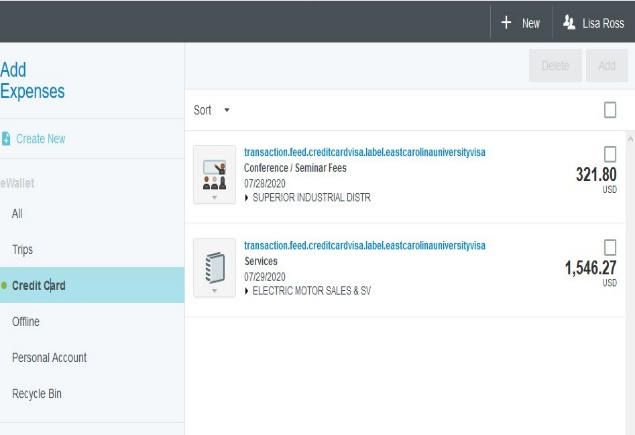 + New
Lisa Ross
Add
Expenses
Delete
Add
Sort
Create New
eWallet
All
Trips
Credit Card
Offline
Personal Account
Recycle Bin
transaction.feed.creditcardvisa.label.eastcarolinauniversityvisa
Conference / Seminar Fees
321.80
07/28/2020
USD
SUPERIOR INDUSTRIAL DISTR
transaction.feed.creditcardvisa.label.eastcarolinauniversityvisa
Services
1,546.27
07/29/2020
USD
ELECTRIC MOTOR SALES & SV